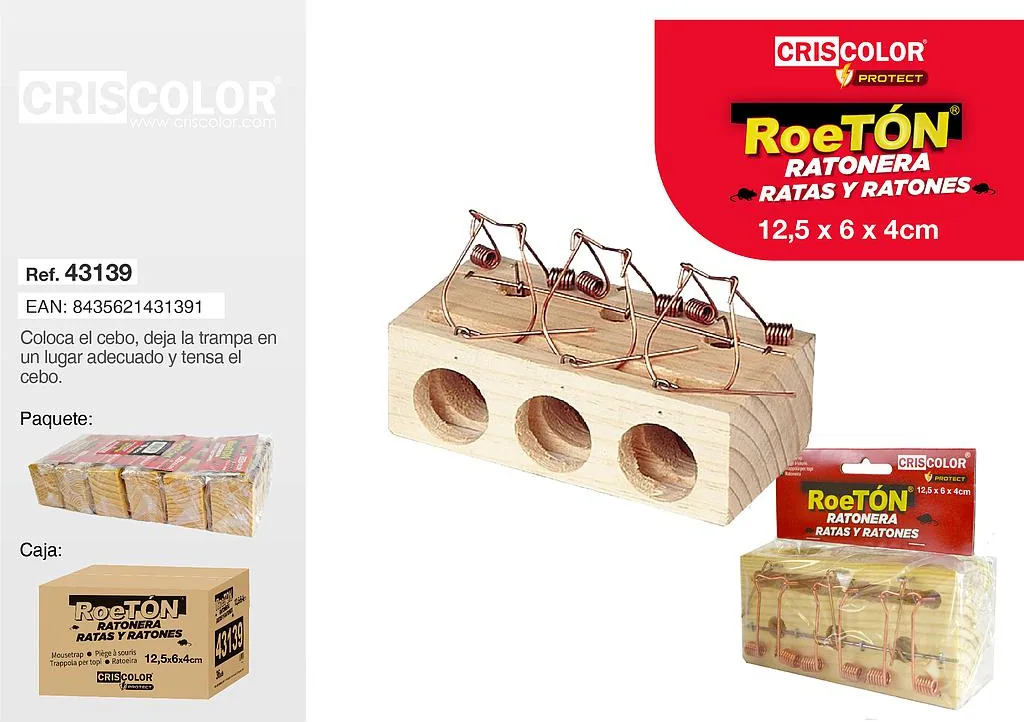 CRISCOLOR®
www.criscolor.com
Ref. 43139
EAN: 8435621431391
Coloca el cebo, deja la trampa en
un lugar adecuado y tensa el
cebo.
Paquete:
Caja:
RoeTÓN
RATONERA
RATAS Y RATONES
Mousetrap ● Piège à souris
Trappola per topi ● Ratoeira
12,5x6x4cm
CRISCOLOR
PROTECT
43139
CRISCOLOR®
PROTECT
RoeTÓN®
RATONERA
RATAS Y RATONES
12,5 x 6 x 4cm
CRISCOLOR®
PROTECT
RoeTÓN®
12,5 x 6 x 4cm
RATONERA
RATAS Y RATONES